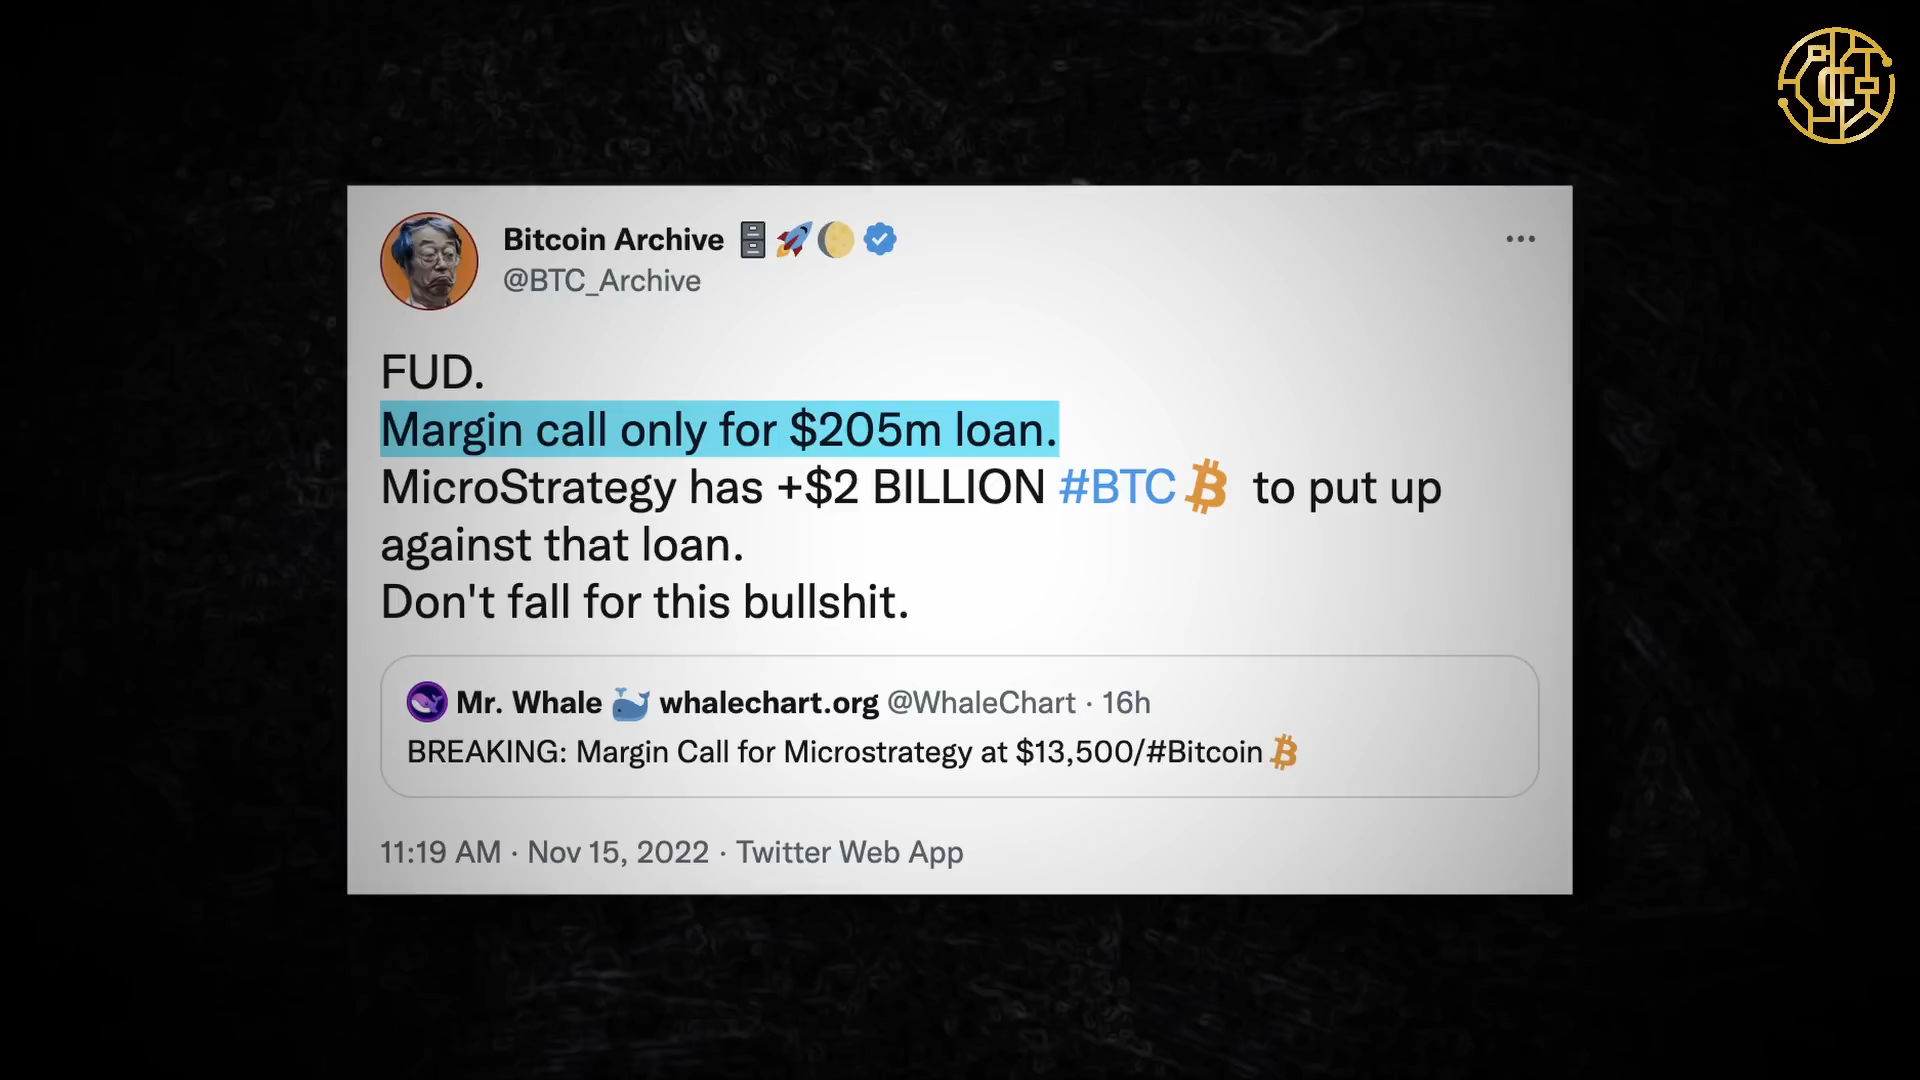 Bitcoin Archive 🗄️🚀🌔
@BTC_Archive
FUD.
Margin call only for $205m loan.
MicroStrategy has +$2 BILLION #BTC to put up
against that loan.
Don't fall for this bullshit.
Mr. Whale 🐳 whalechart.org @WhaleChart · 16h
BREAKING: Margin Call for Microstrategy at $13,500/#Bitcoin
11:19 AM · Nov 15, 2022 · Twitter Web App